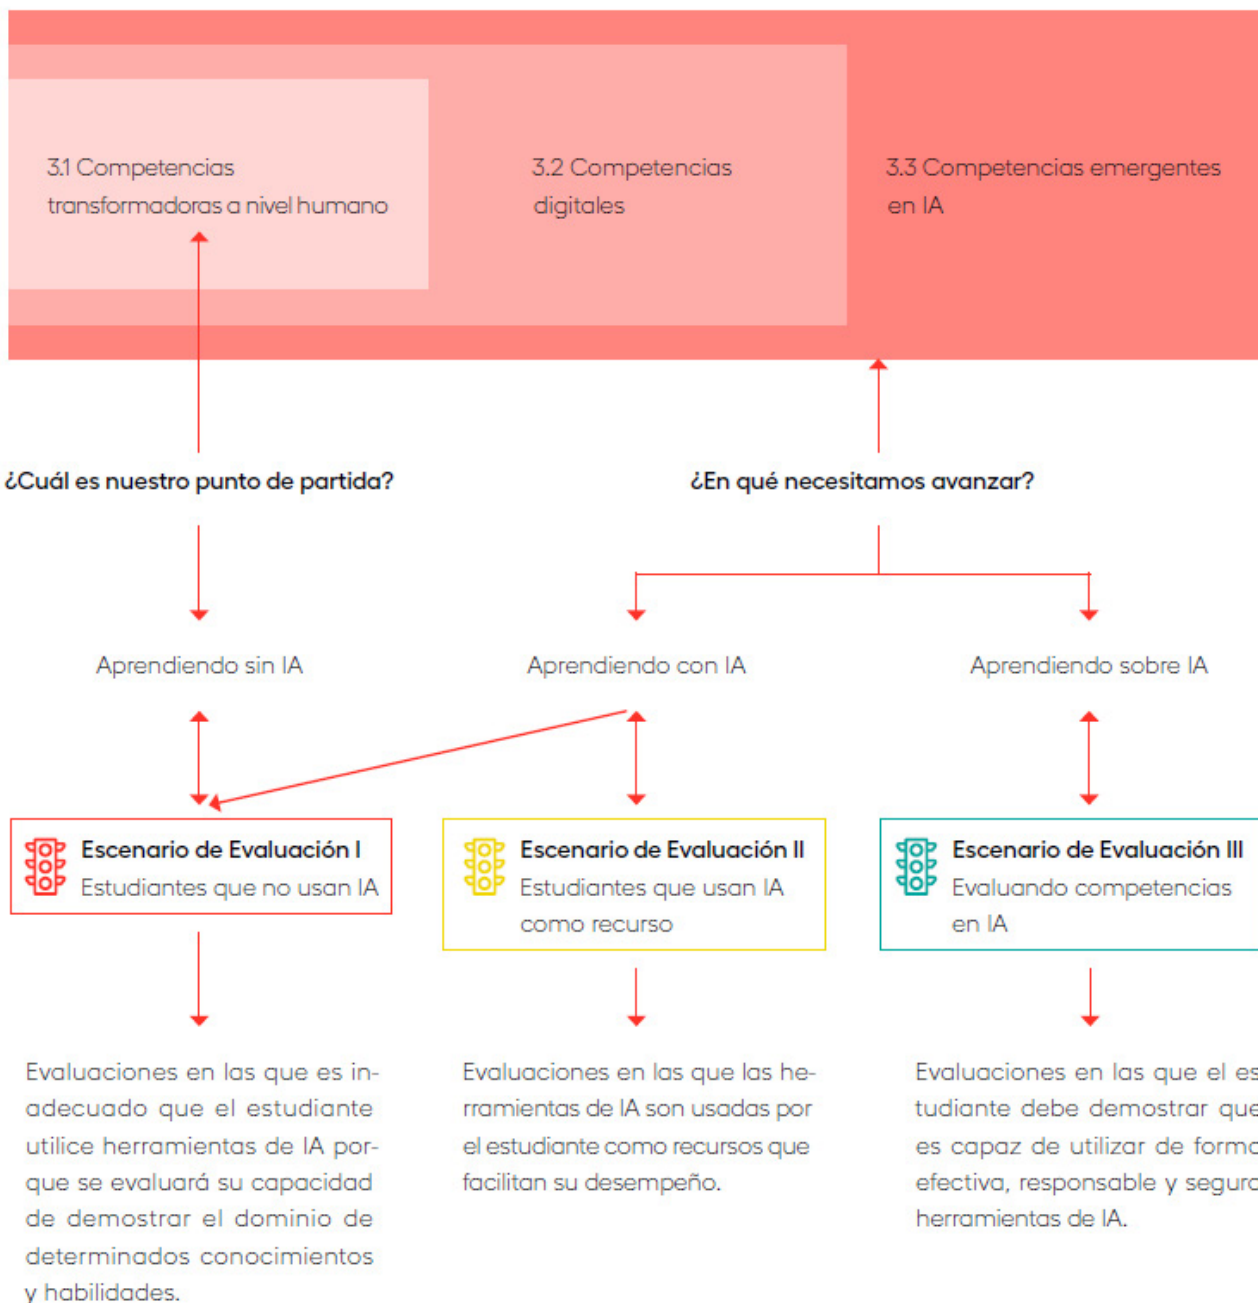 3.1 Competencias
transformadoras a nivel humano
3.2 Competencias
digitales
3.3 Competencias emergentes
en IA
¿Cuál es nuestro punto de partida?
¿En qué necesitamos avanzar?
Aprendiendo sin IA
Aprendiendo con IA
Aprendiendo sobre IA
Escenario de Evaluación I
Estudiantes que no usan IA
Escenario de Evaluación II
Estudiantes que usan IA
como recurso
Escenario de Evaluación III
Evaluando competencias
en IA
Evaluaciones en las que es in-
adecuado que el estudiante
utilice herramientas de IA por-
que se evaluará su capacidad
de demostrar el dominio de
determinados conocimientos
y habilidades.
Evaluaciones en las que las he-
rramientas de IA son usadas por
el estudiante como recursos que
facilitan su desempeño.
Evaluaciones en las que el es
tudiante debe demostrar que
es capaz de utilizar de forma
efectiva, responsable y segura
herramientas de IA.